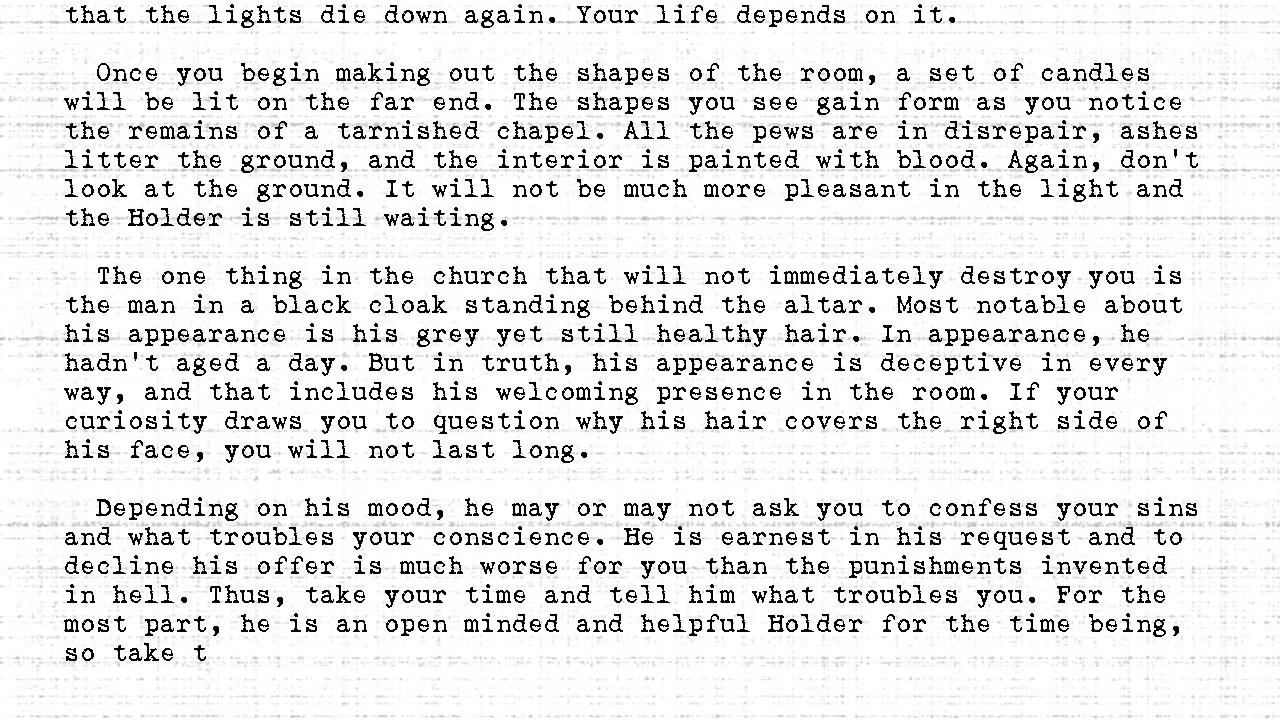 that the lights die down again. Your life depends on it.
Once you begin making out the shapes of the room, a set of candles
will be lit on the far end. The shapes you see gain form as you notice
the remains of a tarnished chapel. All the pews are in disrepair, ashes
litter the ground, and the interior is painted with blood. Again, don't
look at the ground. It will not be much more pleasant in the light and
the Holder is still waiting.
The one thing in the church that will not immediately destroy you is
the man in a black cloak standing behind the altar. Most notable about
his appearance is his grey yet still healthy hair. In appearance, he
hadn't aged a day. But in truth, his appearance is deceptive in every
way, and that includes his welcoming presence in the room. If your
curiosity draws you to question why his hair covers the right side of
his face, you will not last long.
Depending on his mood, he may or may not ask you to confess your sins
and what troubles your conscience. He is earnest in his request and to
decline his offer is much worse for you than the punishments invented
in hell. Thus, take your time and tell him what troubles you. For the
most part, he is an open minded and helpful Holder for the time being,
so take t